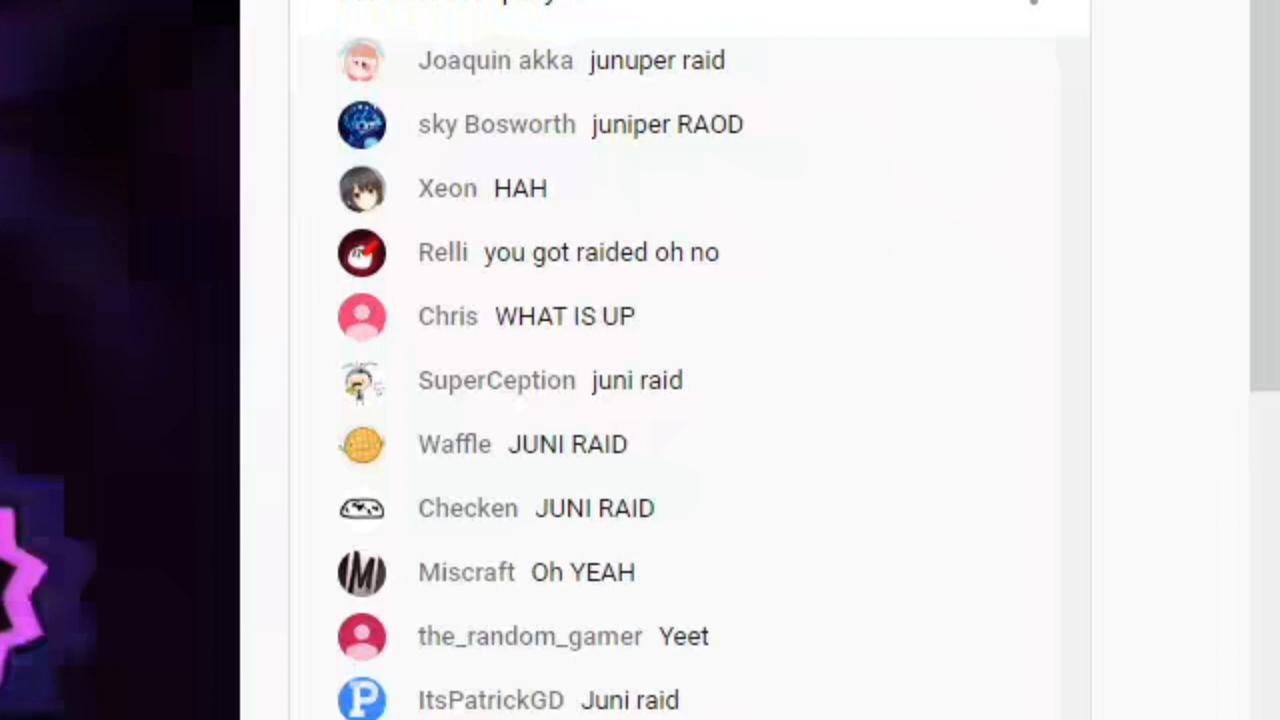 Joaquin akka junuper raid
sky Bosworth juniper RAOD
Xeon HAH
Relli you got raided oh no
Chris WHAT IS UP
SuperCeption juni raid
Waffle JUNI RAID
Checken JUNI RAID
Miscraft Oh YEAH
the_random_gamer Yeet
P ItsPatrickGD Juni raid